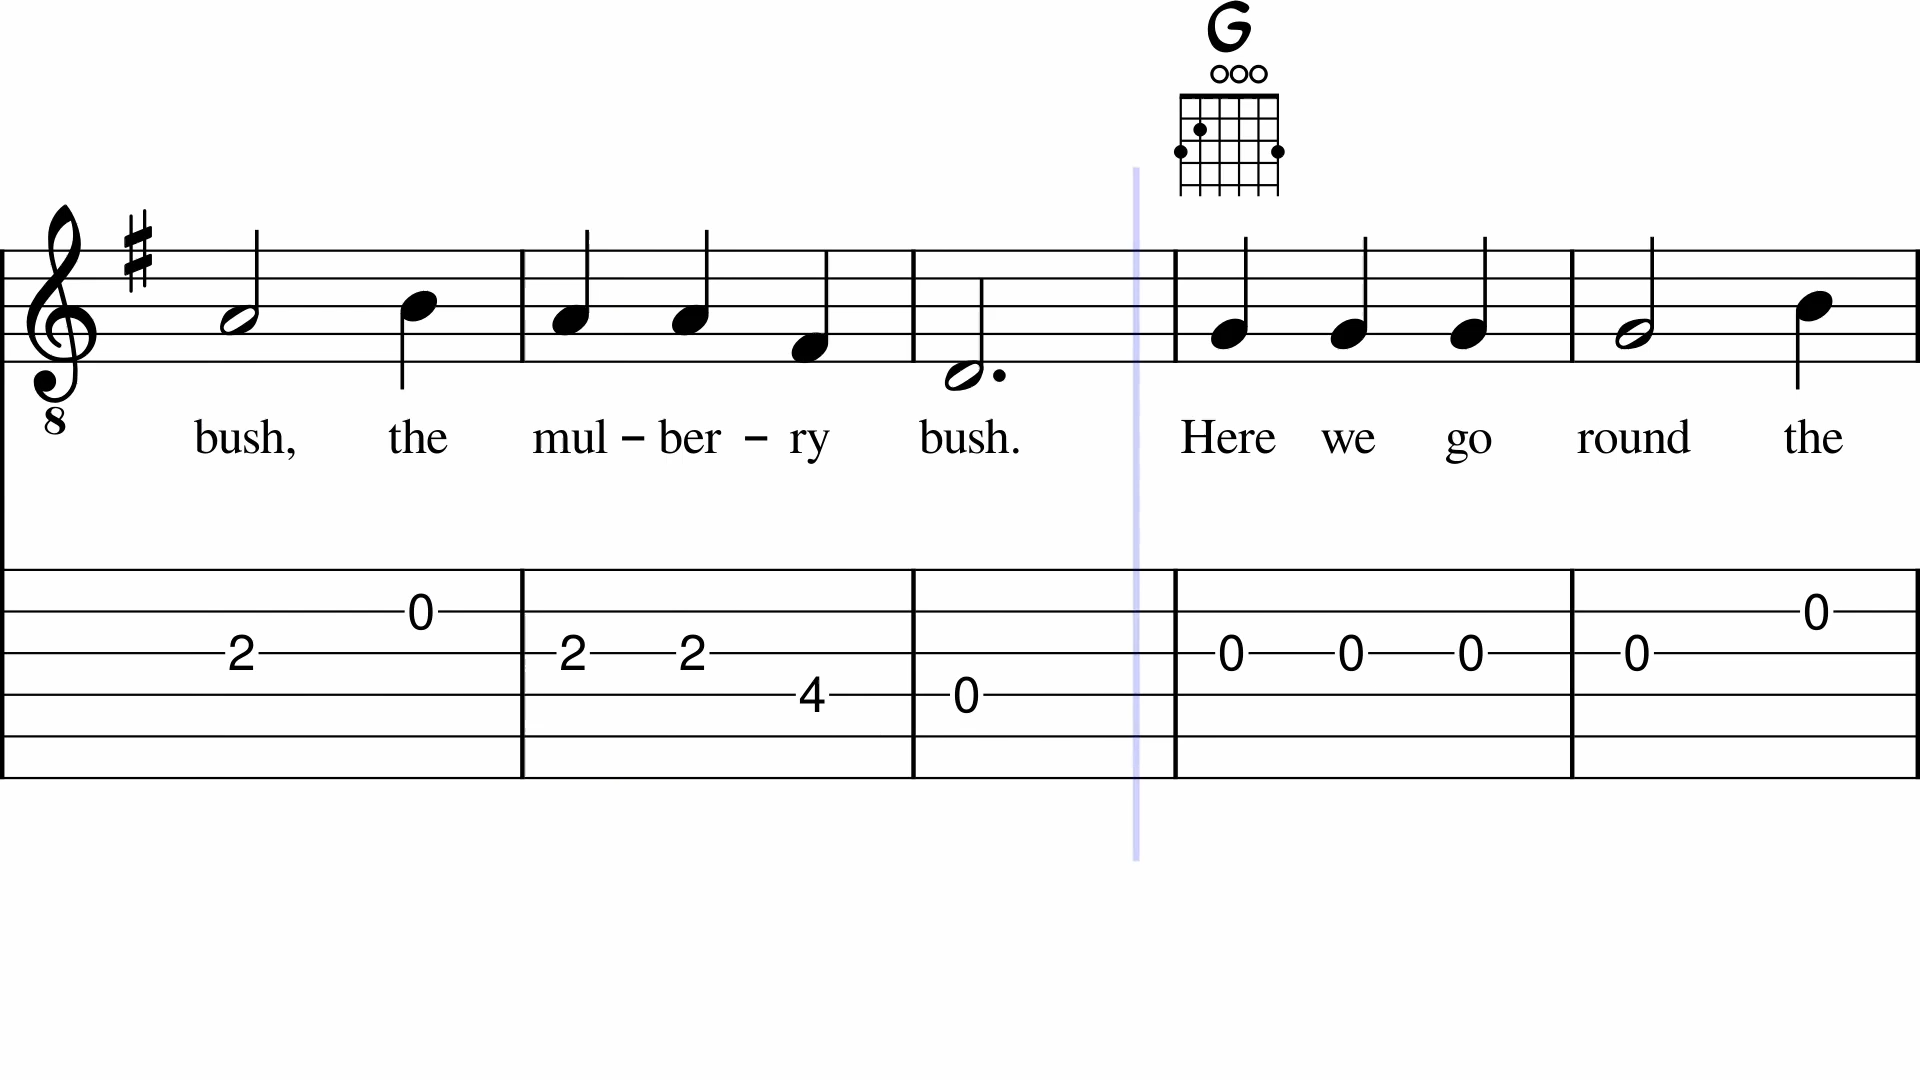 G
8
bush, the mul - ber - ry bush. Here we go round the
2 0 2 2 4 0 0 0 0 0 0